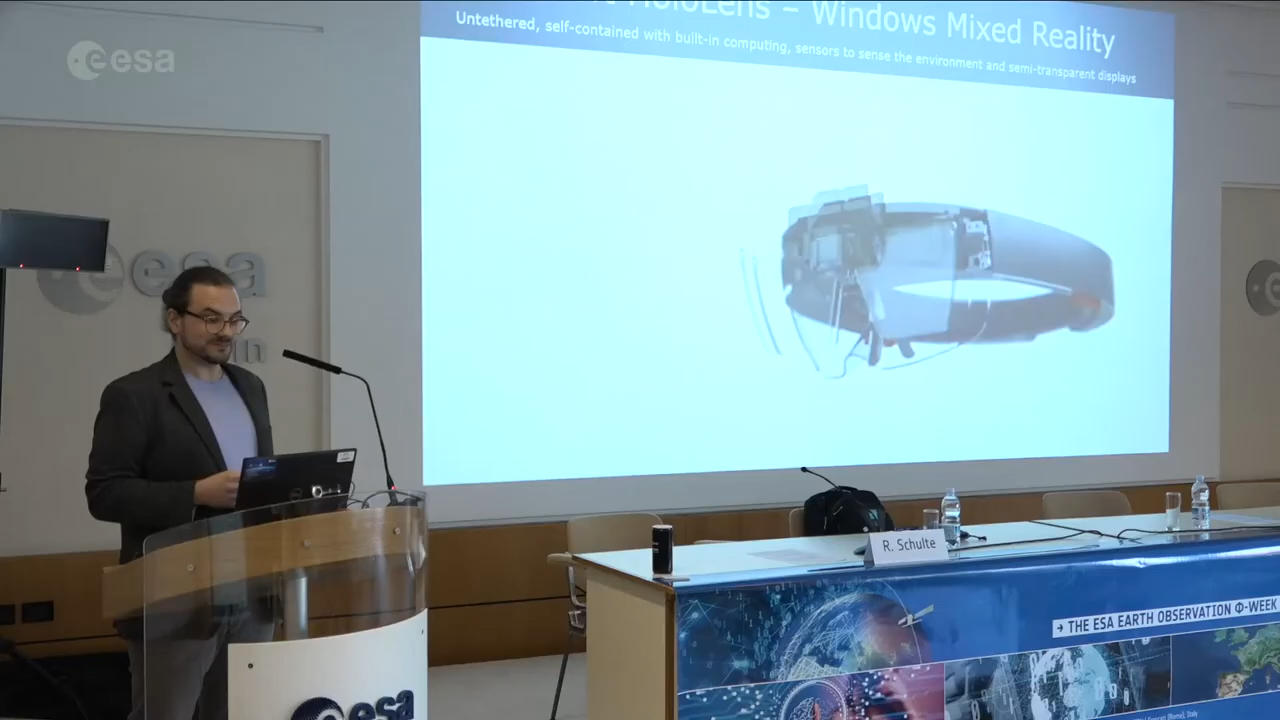 HoloLens – Windows Mixed Reality
Untethered, self-contained with built-in computing, sensors to sense the environment and semi-transparent displays
esa
esa
in
R. Schulte
→ THE ESA EARTH OBSERVATION Φ-WEEK
esa